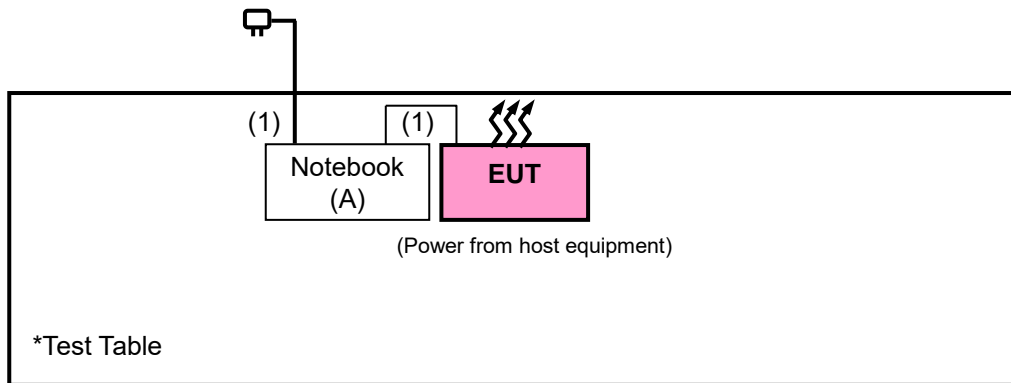 (1)
(1)
Notebook
(A)
EUT
(Power from host equipment)
*Test Table